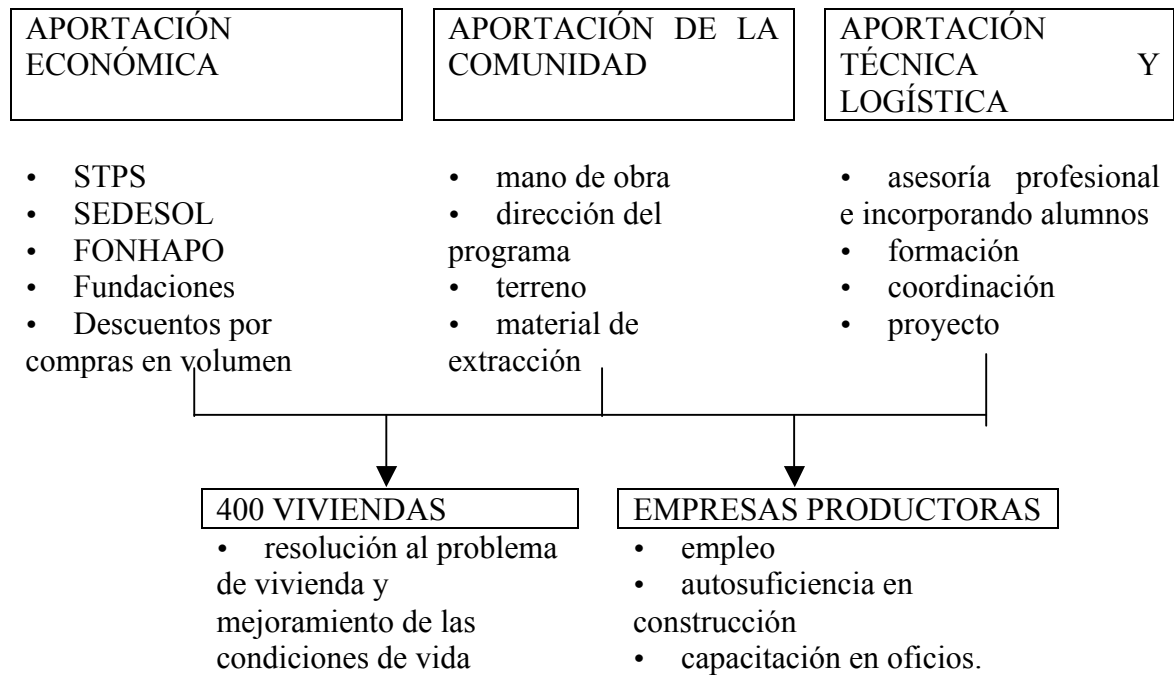 APORTACIÓN
ECONÓMICA
• STPS
• SEDESOL
• FONHAPO
• Fundaciones
• Descuentos por
compras en volumen
APORTACIÓN DE LA
COMUNIDAD
• mano de obra
• dirección del
programa
• terreno
• material de
extracción
APORTACIÓN
TÉCNICA Y
LOGÍSTICA
• asesoría profesional
e incorporando alumnos
• formación
• coordinación
• proyecto
400 VIVIENDAS
• resolución al problema
de vivienda y
mejoramiento de las
condiciones de vida
EMPRESAS PRODUCTORAS
• empleo
• autosuficiencia en
construcción
• capacitación en oficios.